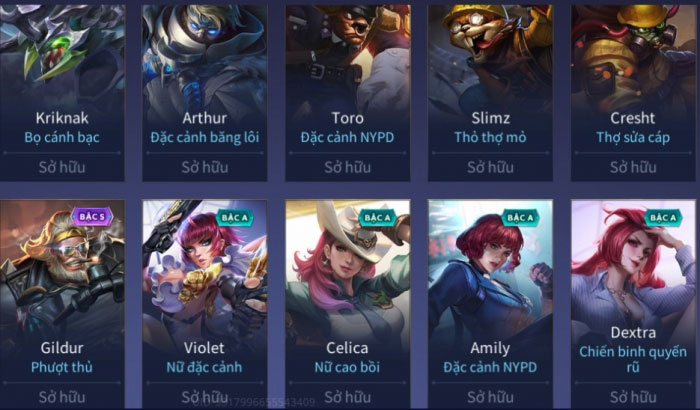 Kriknak
Bọ cánh bạc
Sở hữu
Arthur
Đặc cảnh băng lôi
Sở hữu
Toro
Đặc cảnh NYPD
Sở hữu
Slimz
Thỏ thợ mỏ
Sở hữu
Cresht
Thợ sửa cáp
Sở hữu
BẬC S
Gildur
Phượt thủ
Sở hữu
BẬC A
Violet
Nữ đặc cảnh
Sở hữu
BẬC A
Celica
Nữ cao bồi
Sở hữu
BẬC A
Amily
Đặc cảnh NYPD
Sở hữu
BẬC A
Dextra
Chiến binh quyến
rũ
Sở hữu